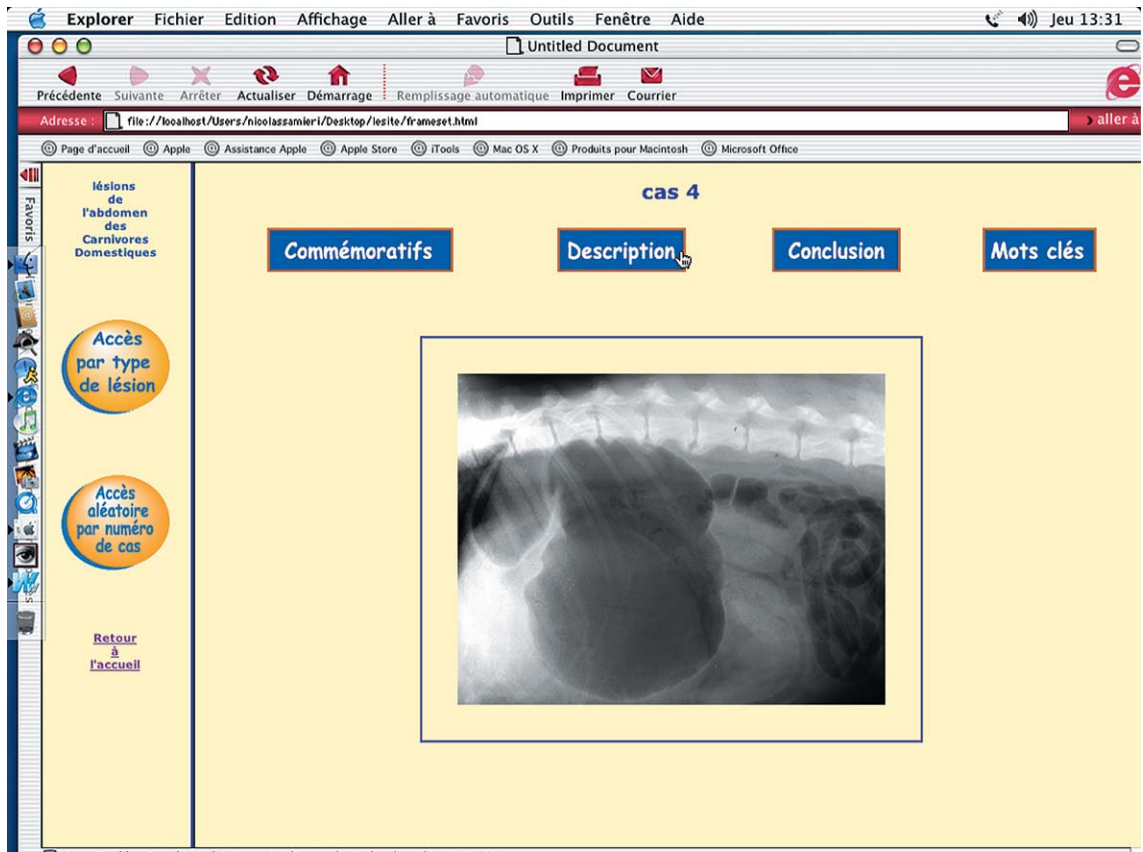 Explorer Fichier Edition Affichage Aller à Favoris Outils Fenêtre Aide Jeu 13:31
Untitled Document
Précédente Suivante Arrêter Actualiser Démarrage Remplissage automatique Imprimer Courrier
Adresse : file://localhost/Users/nicolassamieri/Desktop/lesite/frameset.html aller à
Page d'accueil Apple Assistance Apple Apple Store iTools Mac OS X Produits pour Macintosh Microsoft Office
Favoris
lésions
de
l'abdomen
des
Carnivores
Domestiques
cas 4
Commémoratifs Description Conclusion Mots clés
Accès
par type
de lésion
Accès
aléatoire
par numéro
de cas
Retour
à
l'accueil